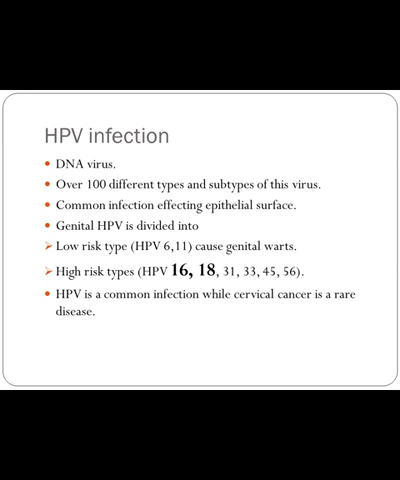 HPV infection
• DNA virus.
• Over 100 different types and subtypes of this virus.
• Common infection effecting epithelial surface.
• Genital HPV is divided into
➢ Low risk type (HPV 6,11) cause genital warts.
➢ High risk types (HPV 16, 18, 31, 33, 45, 56).
• HPV is a common infection while cervical cancer is a rare
disease.